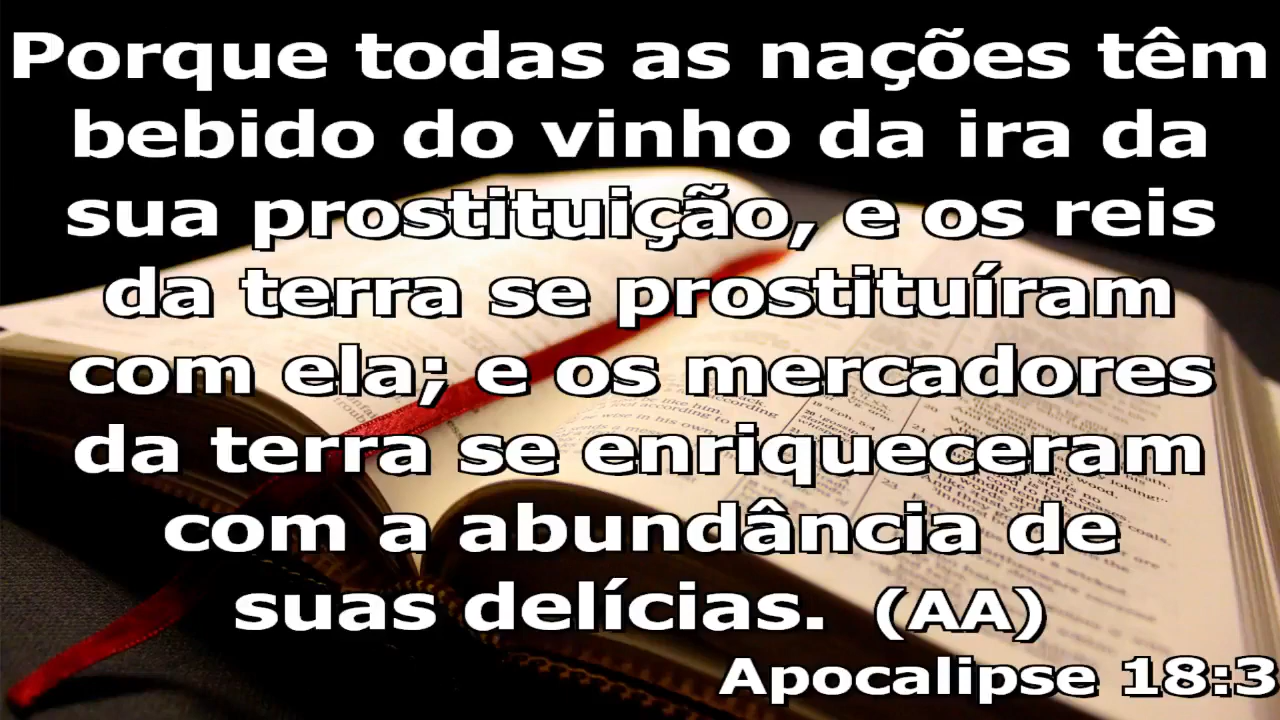 Porque todas as nações têm
bebido do vinho da ira da
sua prostituição, e os reis
da terra se prostituíram
com ela; e os mercadores
da terra se enriqueceram
com a abundância de
suas delícias. (AA)
Apocalipse 18:3